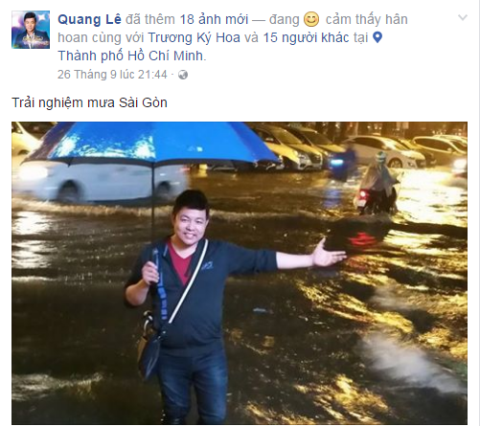 Quang Lê đã thêm 18 ảnh mới — đang 😊 cảm thấy hân
hoan cùng với Trương Ký Hoa và 15 người khác tại
Thành phố Hồ Chí Minh.
26 Tháng 9 lúc 21:44 ·
Trải nghiệm mưa Sài Gòn